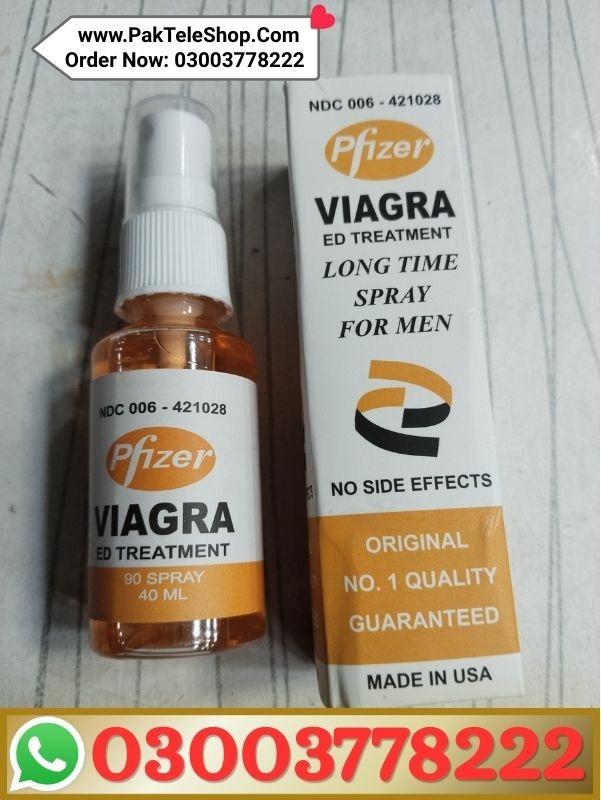 www.PakTeleShop.Com
Order Now: 03003778222
NDC 006 - 421028
Pfizer
VIAGRA
ED TREATMENT
LONG TIME
SPRAY
FOR MEN
NO SIDE EFFECTS
ORIGINAL
NO. 1 QUALITY
GUARANTEED
MADE IN USA
NDC 006 - 421028
Pfizer
VIAGRA
ED TREATMENT
90 SPRAY
40 ML
03003778222